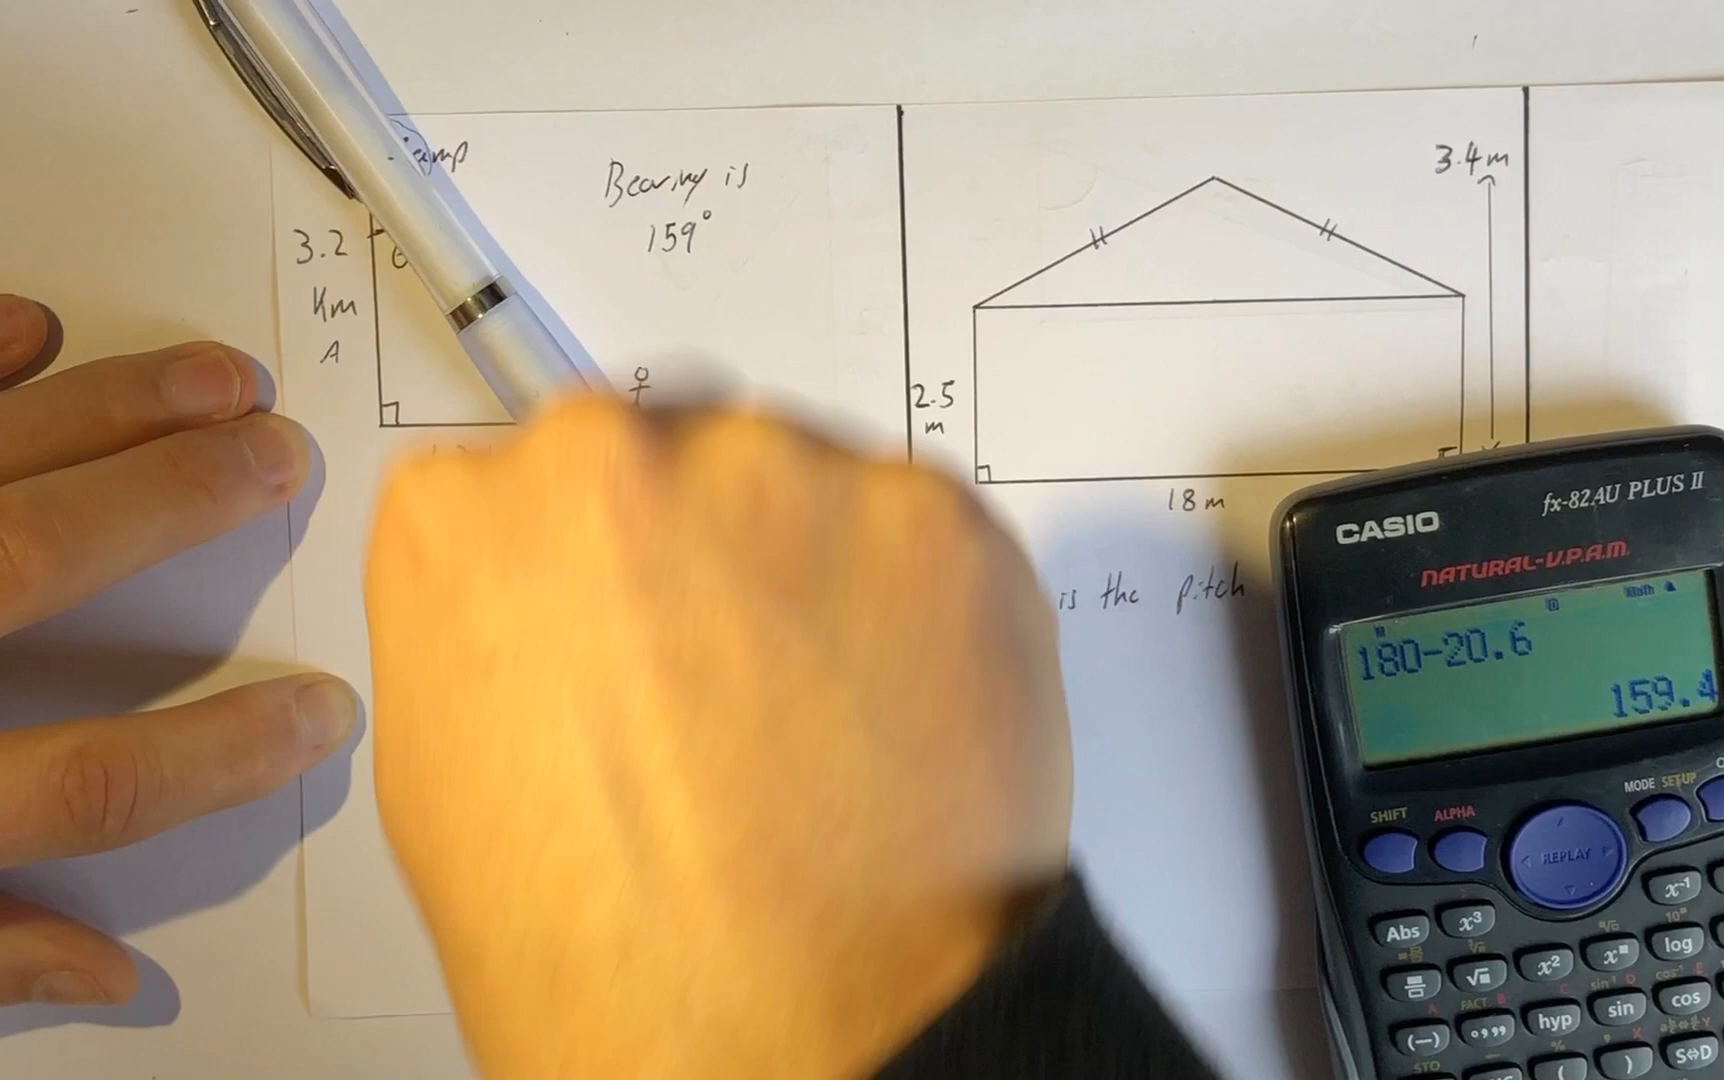 Camp
Bearing is
159°
3.2
Km
A
θ
3.4m
2.5
m
18m
is the pitch
CASIO
fx-82AU PLUS II
NATURAL-V.P.A.M.
Math ▲
180-20.6
159.4
MODE SETUP
SHIFT ALPHA
REPLAY
x⁻¹
Abs x³
x² log
hyp sin cos
(−)
STO
( ) S⇔D